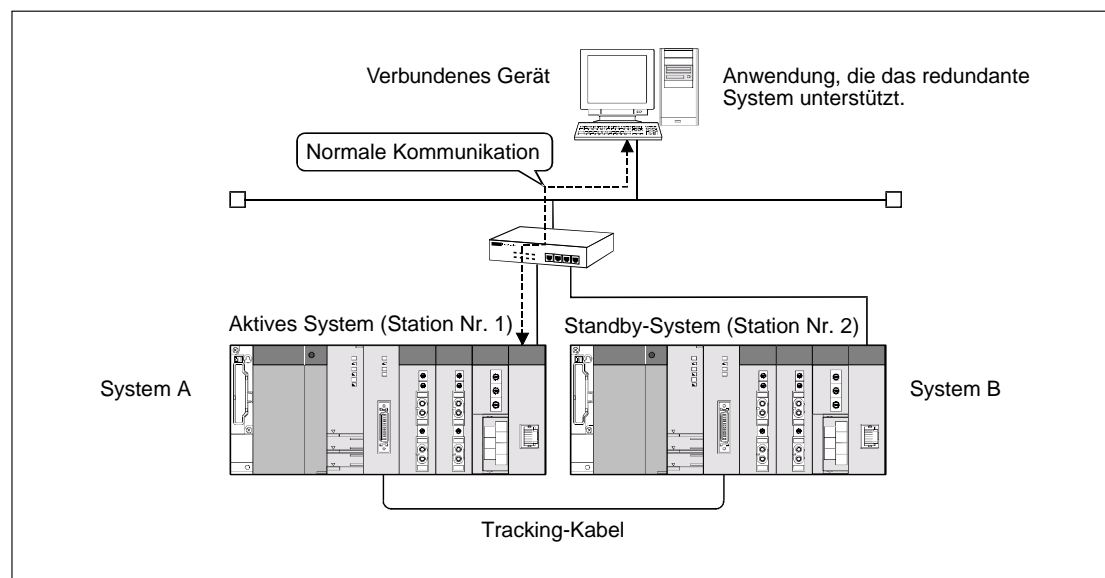 Verbundenes Gerät
Anwendung, die das redundante
System unterstützt.
Normale Kommunikation
Aktives System (Station Nr. 1)
Standby-System (Station Nr. 2)
System A
System B
Tracking-Kabel